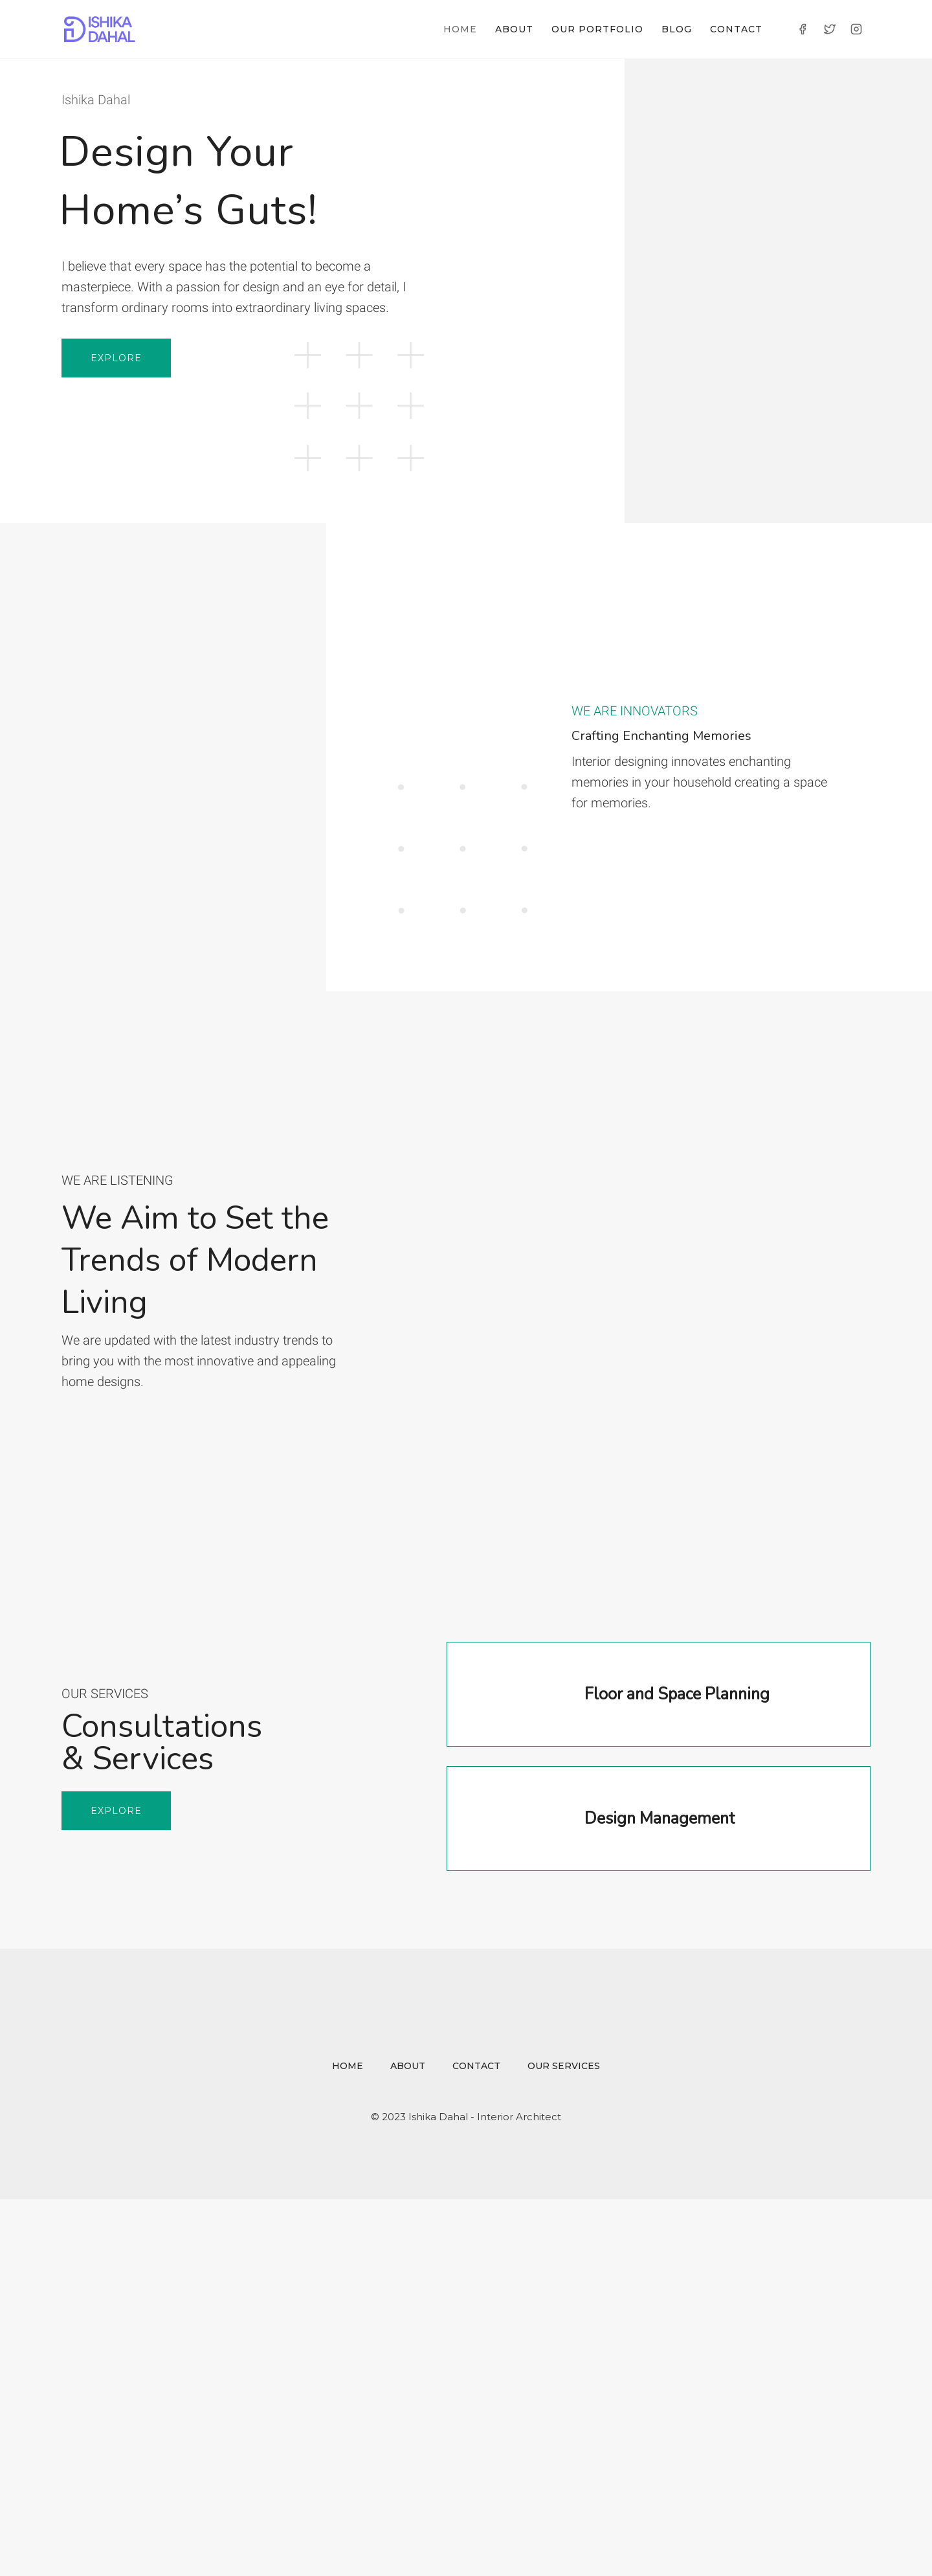 ISHIKA
DAHAL
HOME ABOUT OUR PORTFOLIO BLOG CONTACT
Ishika Dahal
Design Your
Home’s Guts!
I believe that every space has the potential to become a
masterpiece. With a passion for design and an eye for detail, I
transform ordinary rooms into extraordinary living spaces.
EXPLORE
WE ARE INNOVATORS
Crafting Enchanting Memories
Interior designing innovates enchanting
memories in your household creating a space
for memories.
WE ARE LISTENING
We Aim to Set the
Trends of Modern
Living
We are updated with the latest industry trends to
bring you with the most innovative and appealing
home designs.
OUR SERVICES
Consultations
& Services
EXPLORE
Floor and Space Planning
Design Management
HOME ABOUT CONTACT OUR SERVICES
© 2023 Ishika Dahal - Interior Architect